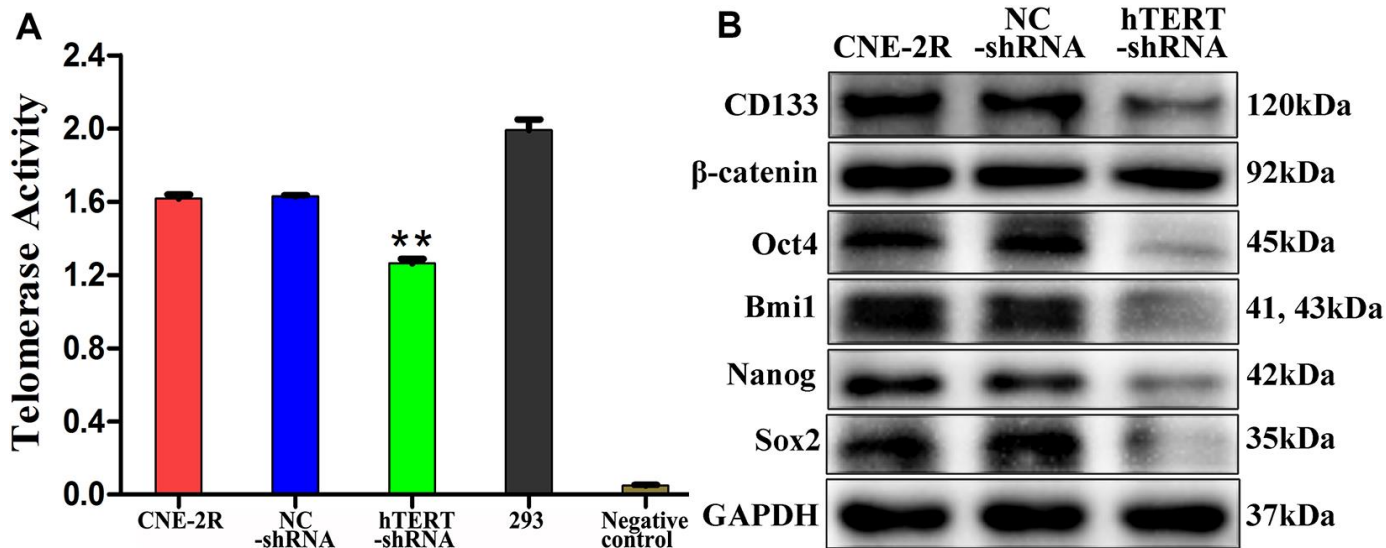 A
Telomerase Activity
2.4
2.0
1.6
1.2
0.8
0.4
0.0
**
CNE-2R
NC
-shRNA
hTERT
-shRNA
293
Negative
control
B
CNE-2R
NC
-shRNA
hTERT
-shRNA
CD133
120kDa
β-catenin
92kDa
Oct4
45kDa
Bmi1
41, 43kDa
Nanog
42kDa
Sox2
35kDa
GAPDH
37kDa